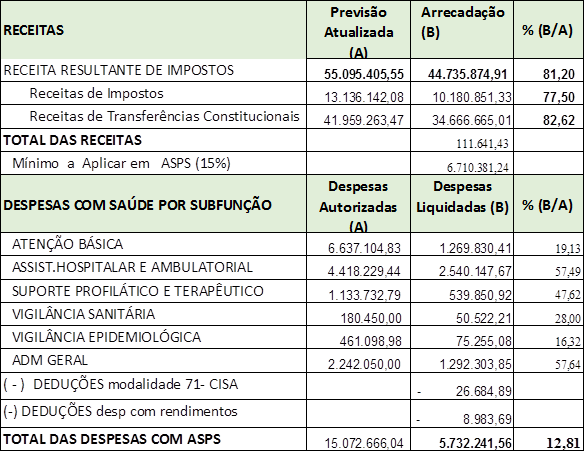 RECEITAS Previsão Atualizada (A) Arrecadação (B) % (B/A)
RECEITA RESULTANTE DE IMPOSTOS 55.095.405,55 44.735.874,91 81,20
Receitas de Impostos 13.136.142,08 10.180.851,33 77,50
Receitas de Transferências Constitucionais 41.959.263,47 34.666.665,01 82,62
TOTAL DAS RECEITAS 111.641,43
Mínimo a Aplicar em ASPS (15%) 6.710.381,24
DESPESAS COM SAÚDE POR SUBFUNÇÃO Despesas Autorizadas (A) Despesas Liquidadas (B) % (B/A)
ATENÇÃO BÁSICA 6.637.104,83 1.269.830,41 19,13
ASSIST.HOSPITALAR E AMBULATORIAL 4.418.229,44 2.540.147,67 57,49
SUPORTE PROFILÁTICO E TERAPÊUTICO 1.133.732,79 539.850,92 47,62
VIGILÂNCIA SANITÁRIA 180.450,00 50.522,21 28,00
VIGILÂNCIA EPIDEMIOLÓGICA 461.098,98 75.255,08 16,32
ADM GERAL 2.242.050,00 1.292.303,85 57,64
( - ) DEDUÇÕES modalidade 71- CISA - 26.684,89
(-) DEDUÇÕES desp com rendimentos - 8.983,69
TOTAL DAS DESPESAS COM ASPS 15.072.666,04 5.732.241,56 12,81